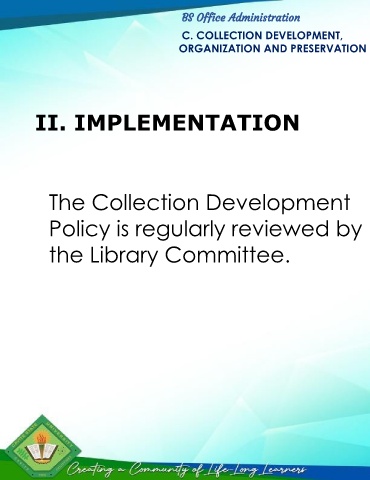 BS Office Administration
C. COLLECTION DEVELOPMENT,
ORGANIZATION AND PRESERVATION
II. IMPLEMENTATION
The Collection Development
Policy is regularly reviewed by
the Library Committee.
Creating a Community of Life-Long Learners